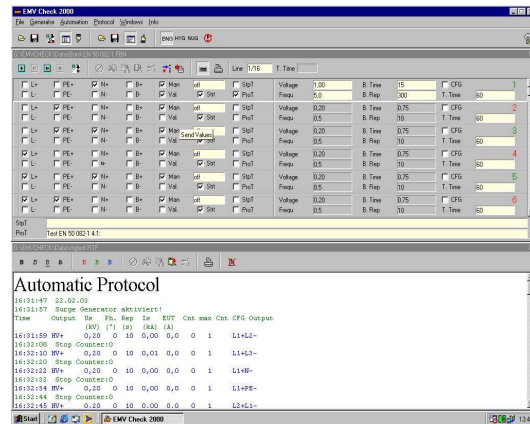 EMV Check 2000
File Generator Automation Protocol Windows Info
ENG HYG NUG
G:\EMVCHECK\Data\Burst EN 50 082-1.FBN
Line 1/16 T. Time
L+ PE+ N+ B+ Man off StpT Voltage 1,00 B. Time 15 CFG 1
L- PE- N- B- Val Strt ProT Frequ 5,0 B. Rep 300 T. Time 60
L+ PE+ N+ B+ Man off StpT Voltage 0,20 B. Time 0,75 CFG 2
L- PE- N- B- Val Strt ProT Frequ 0,5 B. Rep 10 T. Time 60
L+ PE+ N+ B+ Man off StpT Voltage 0,20 B. Time 0,75 CFG 3
L- PE- N- B- Val Send Values ProT Frequ 0,5 B. Rep 10 T. Time 60
L+ PE+ N+ B+ Man off StpT Voltage 0,20 B. Time 0,75 CFG 4
L- PE- N- B- Val Strt ProT Frequ 0,5 B. Rep 10 T. Time 60
L+ PE+ N+ B+ Man off StpT Voltage 0,20 B. Time 0,75 CFG 5
L- PE- N- B- Val Strt ProT Frequ 0,5 B. Rep 10 T. Time 60
L+ PE+ N+ B+ Man off StpT Voltage 0,20 B. Time 0,75 CFG 6
L- PE- N- B- Val Strt ProT Frequ 0,5 B. Rep 10 T. Time 60
StpT
ProT Test EN 50 082-1 4.1:
B B B B B B B
Automatic Protocol
16:31:47 22.02.03
16:31:57 Surge Generator aktiviert!
Time Output Us Ph. Rep Is EUT Cnt max Cnt CFG Output
(kV) (°) (s) (kA) (A)
16:31:59 HV+ 0,20 0 10 0,00 0,0 0 1 L1+L2-
16:32:08 Stop Counter:0
16:32:10 HV+ 0,20 0 10 0,01 0,0 0 1 L1+L3-
16:32:20 Stop Counter:0
16:32:22 HV+ 0,20 0 10 0,00 0,0 0 1 L1+N-
16:32:32 Stop Counter:0
16:32:34 HV+ 0,20 0 10 0,00 0,0 0 1 L1+PE-
16:32:44 Stop Counter:0
16:32:45 HV+ 0,20 0 10 0,00 0,0 0 1 L2+L1-
Start EMV Check 2000 13:4